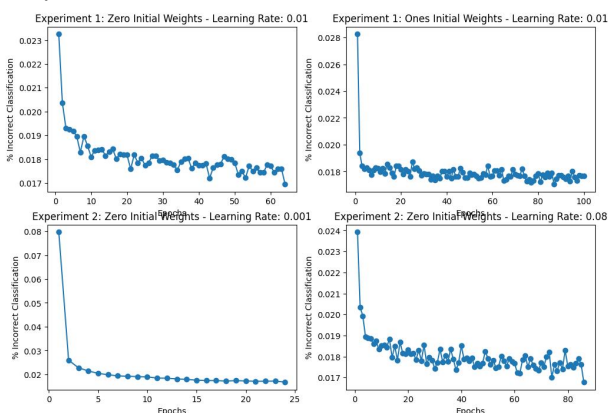 Experiment 1: Zero Initial Weights - Learning Rate: 0.01
% Incorrect Classification
0.023
0.022
0.021
0.020
0.019
0.018
0.017
0 10 20 30 40 50 60
Experiment 1: Ones Initial Weights - Learning Rate: 0.01
% Incorrect Classification
0.028
0.026
0.024
0.022
0.020
0.018
0 20 40 60 80 100
Epochs
Epochs
Experiment 2: Zero Initial Weights - Learning Rate: 0.001
% Incorrect Classification
0.08
0.07
0.06
0.05
0.04
0.03
0.02
0 5 10 15 20 25
Epochs
Experiment 2: Zero Initial Weights - Learning Rate: 0.08
% Incorrect Classification
0.024
0.023
0.022
0.021
0.020
0.019
0.018
0.017
0 20 40 60 80
Epochs